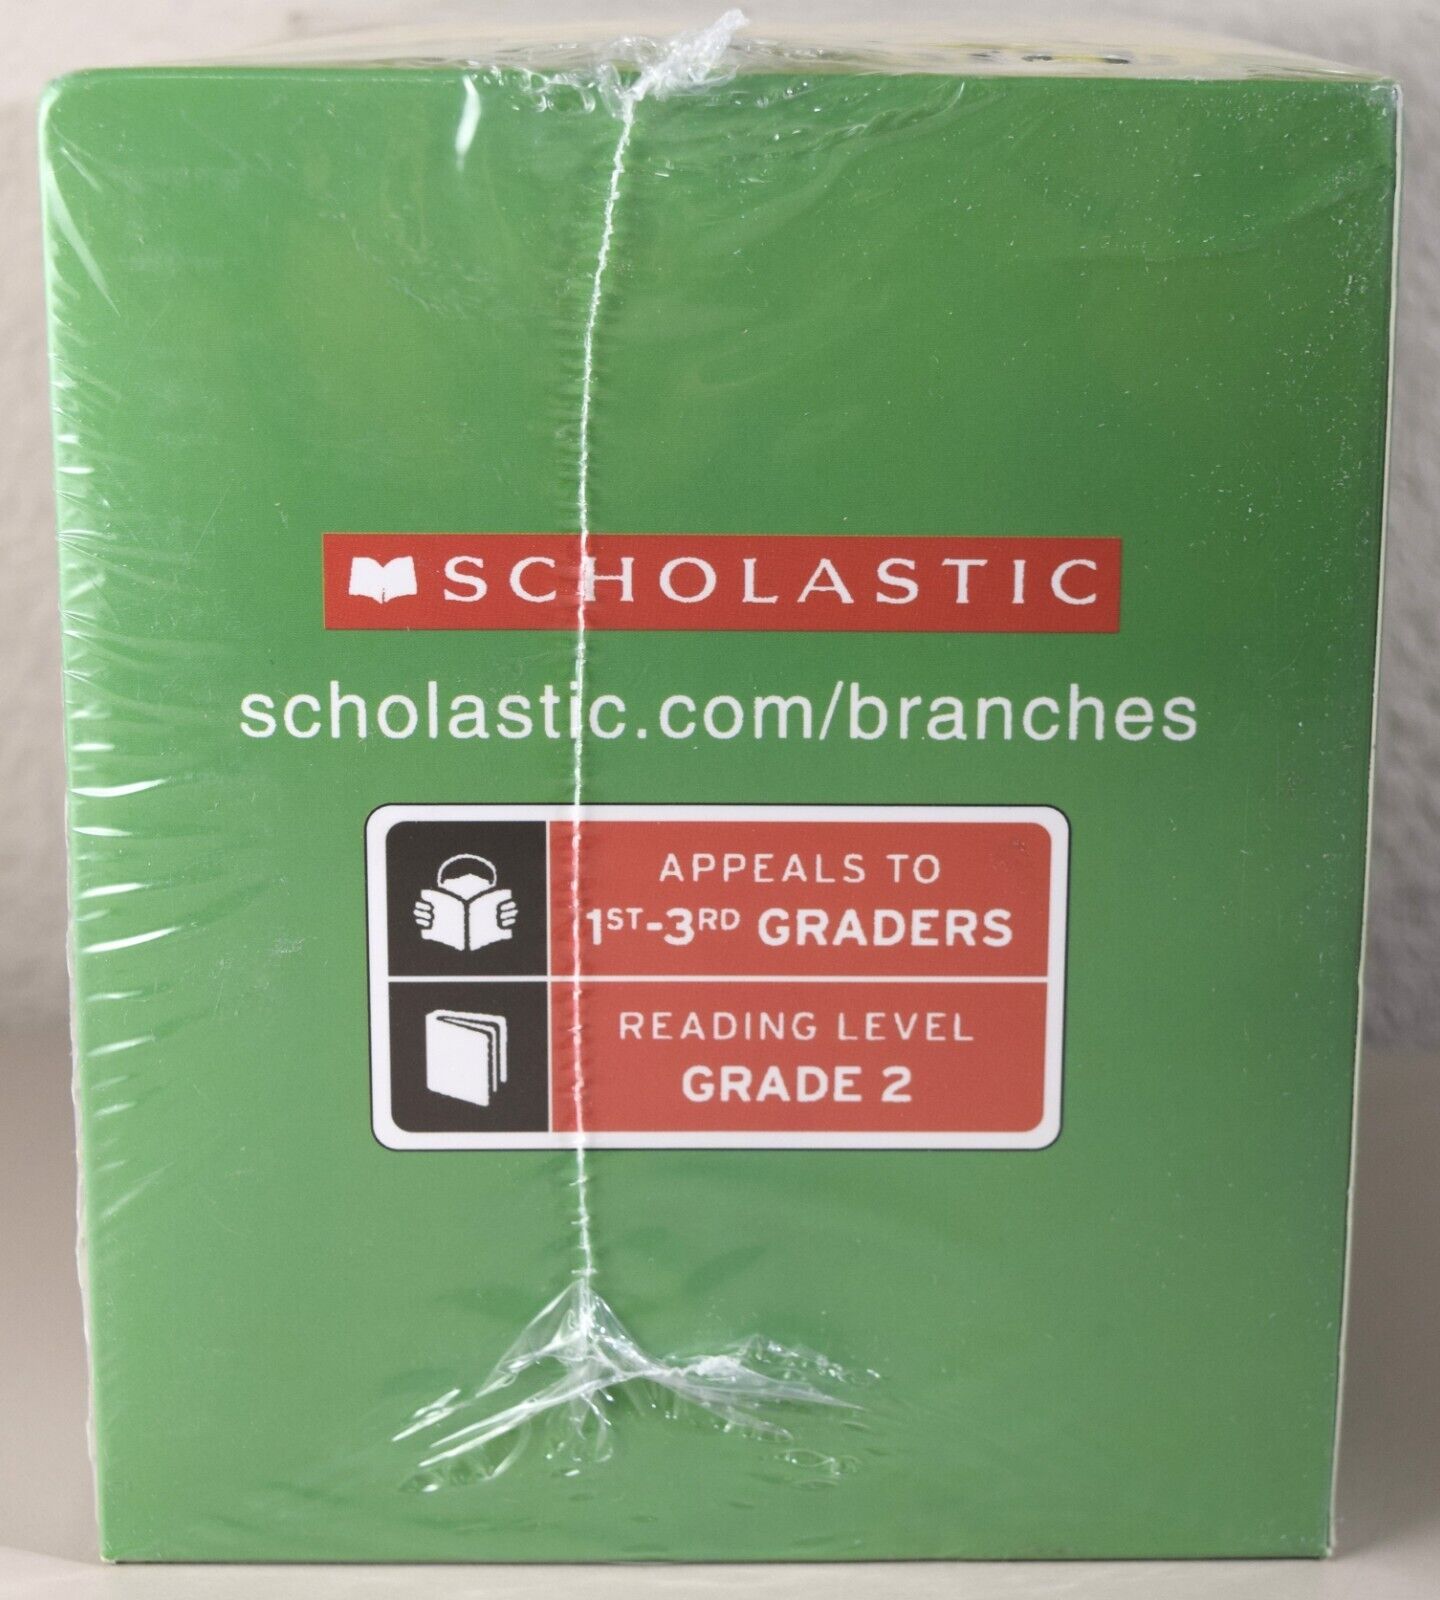 SCHOLASTIC
scholastic.com/branches
APPEALS TO
1ST-3RD GRADERS
READING LEVEL
GRADE 2